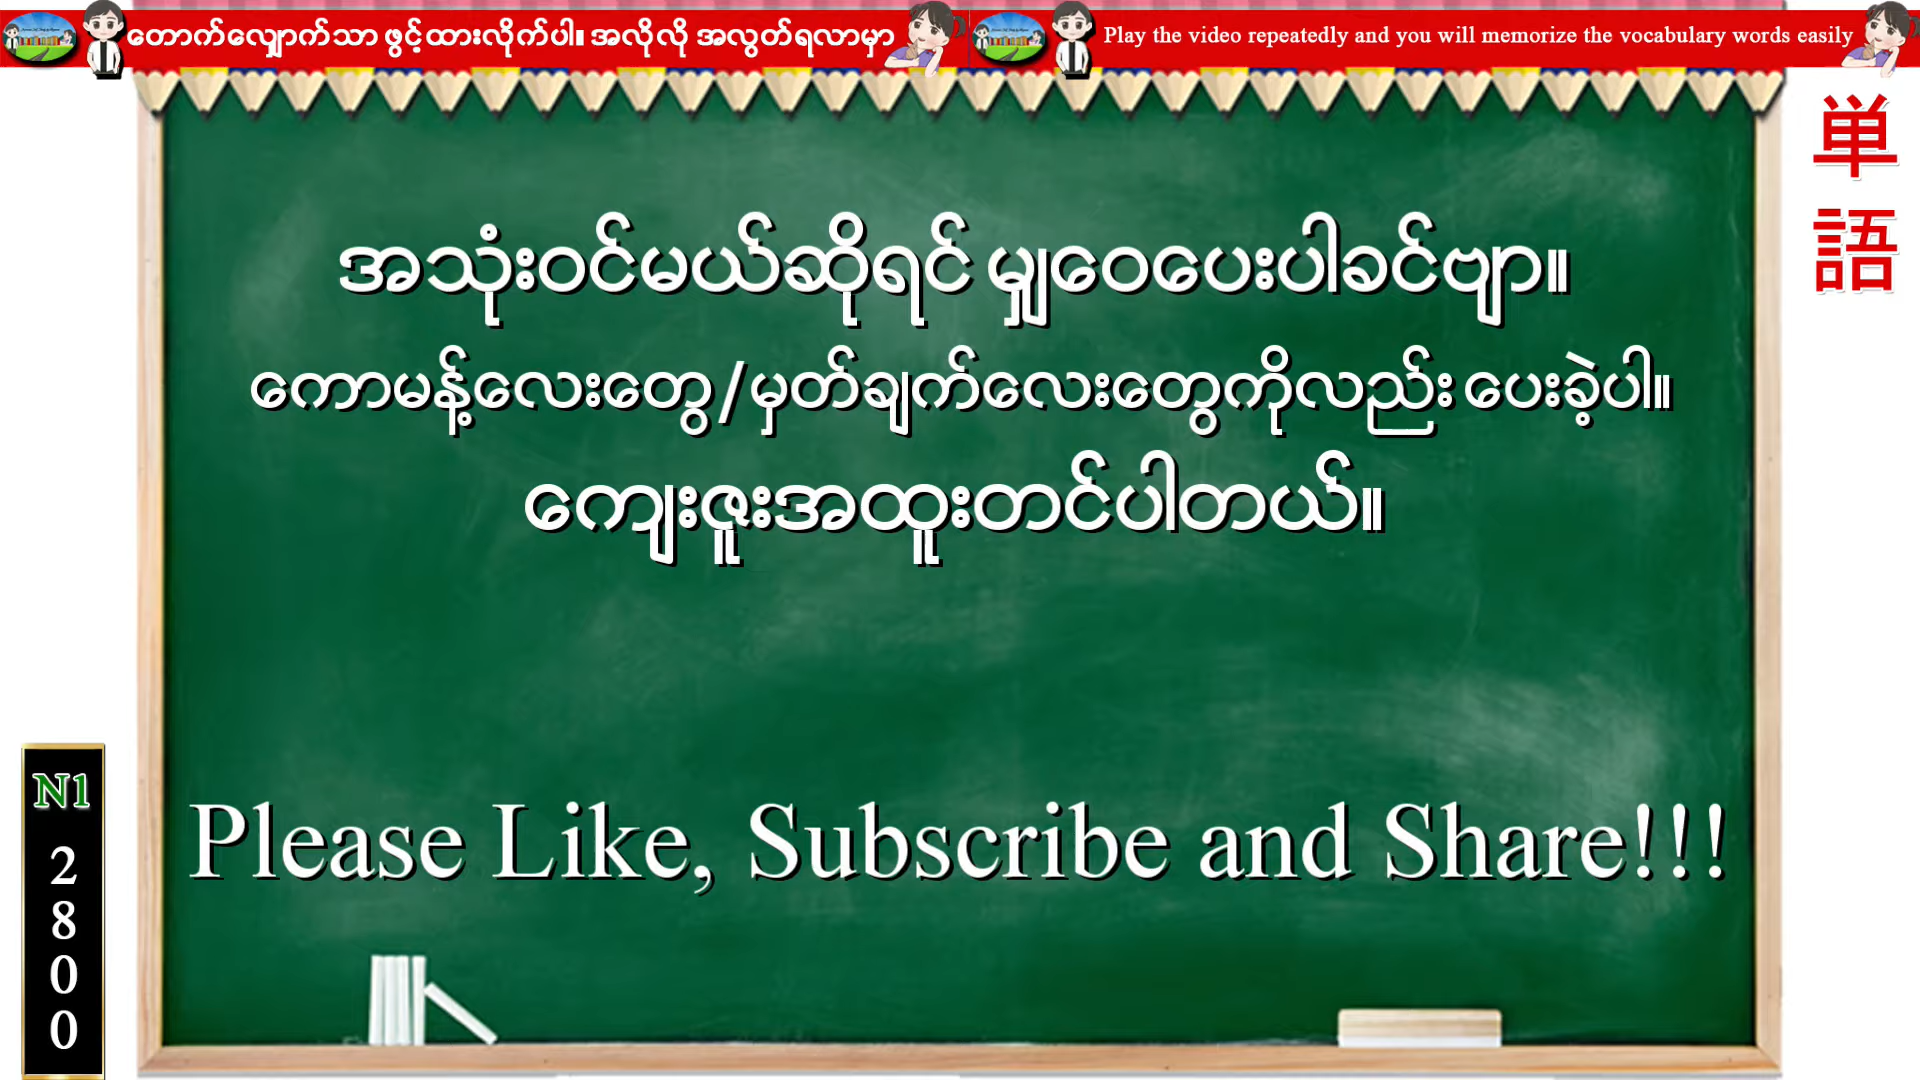 တောက်လျှောက်သာ ဖွင့်ထားလိုက်ပါ။ အလိုလို အလွတ်ရလာမှာ
Play the video repeatedly and you will memorize the vocabulary words easily
単語
အသုံးဝင်မယ်ဆိုရင် မျှဝေပေးပါခင်ဗျာ။
ကောမန့်လေးတွေ/မှတ်ချက်လေးတွေကိုလည်း ပေးခဲ့ပါ။
ကျေးဇူးအထူးတင်ပါတယ်။
Please Like, Subscribe and Share!!!
N1
2800